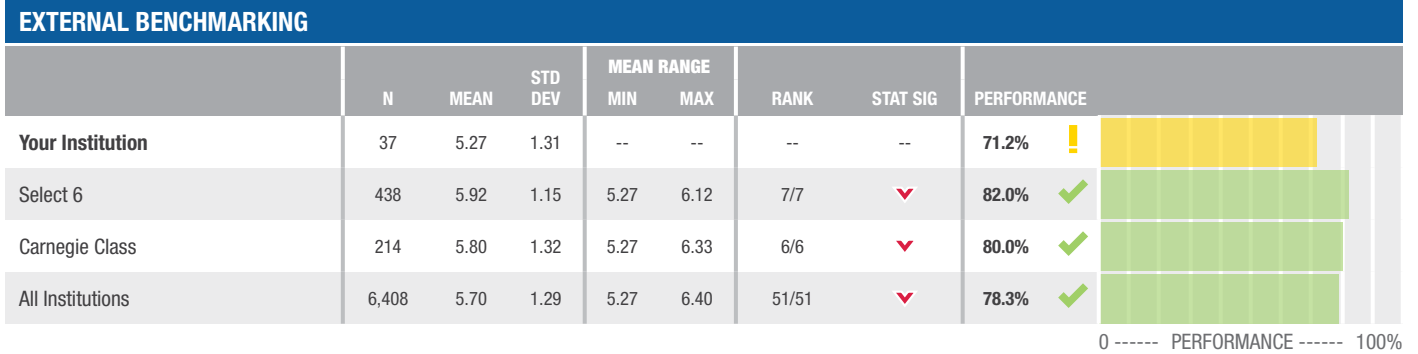 EXTERNAL BENCHMARKING
N MEAN STD DEV MEAN RANGE MIN MAX RANK STAT SIG PERFORMANCE
Your Institution 37 5.27 1.31 -- -- -- -- 71.2% !
Select 6 438 5.92 1.15 5.27 6.12 7/7 82.0%
Carnegie Class 214 5.80 1.32 5.27 6.33 6/6 80.0%
All Institutions 6,408 5.70 1.29 5.27 6.40 51/51 78.3%
0 ------ PERFORMANCE ------ 100%